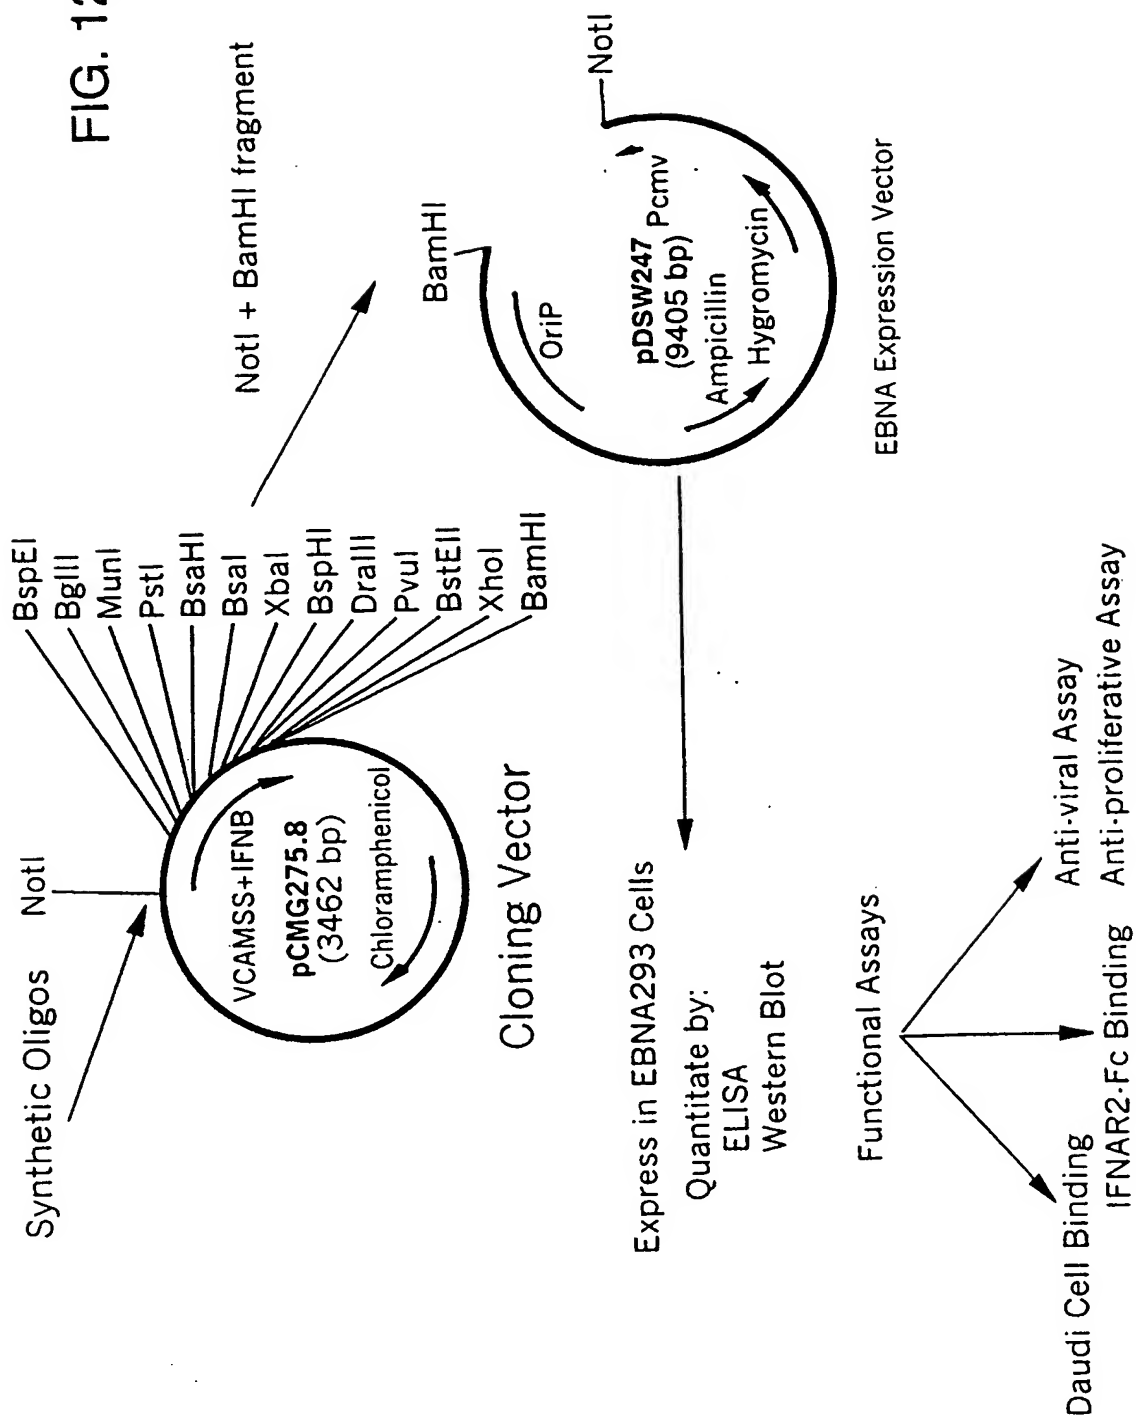 FIG. 12
Synthetic Oligos
NotI
BspEI
BglII
MunI
PstI
BsaHI
BsaI
XbaI
BspHI
DraIII
PvuI
BstEII
XhoI
BamHI
VCAMSS+IFNB
pCMG275.8
(3462 bp)
Chloramphenicol
Cloning Vector
NotI + BamHI fragment
BamHI
NotI
OriP
pDSW247
(9405 bp)
Pcmv
Ampicillin
Hygromycin
EBNA Expression Vector
Express in EBNA293 Cells
Quantitate by:
ELISA
Western Blot
Functional Assays
Daudi Cell Binding
IFNAR2-Fc Binding
Anti-viral Assay
Anti-proliferative Assay